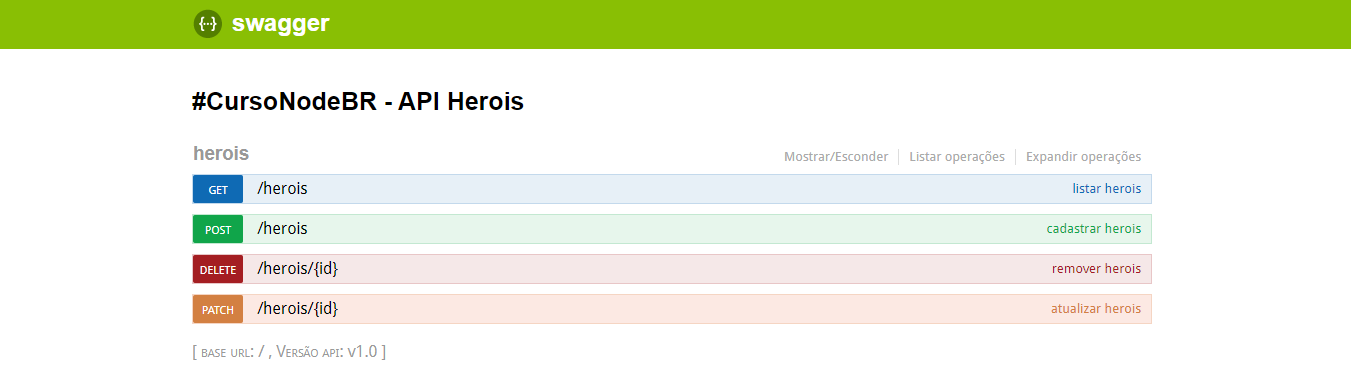 {···} swagger
#CursoNodeBR - API Herois
herois Mostrar/Esconder Listar operações Expandir operações
GET /herois listar herois
POST /herois cadastrar herois
DELETE /herois/{id} remover herois
PATCH /herois/{id} atualizar herois
[ BASE URL: / , VERSÃO API: v1.0 ]